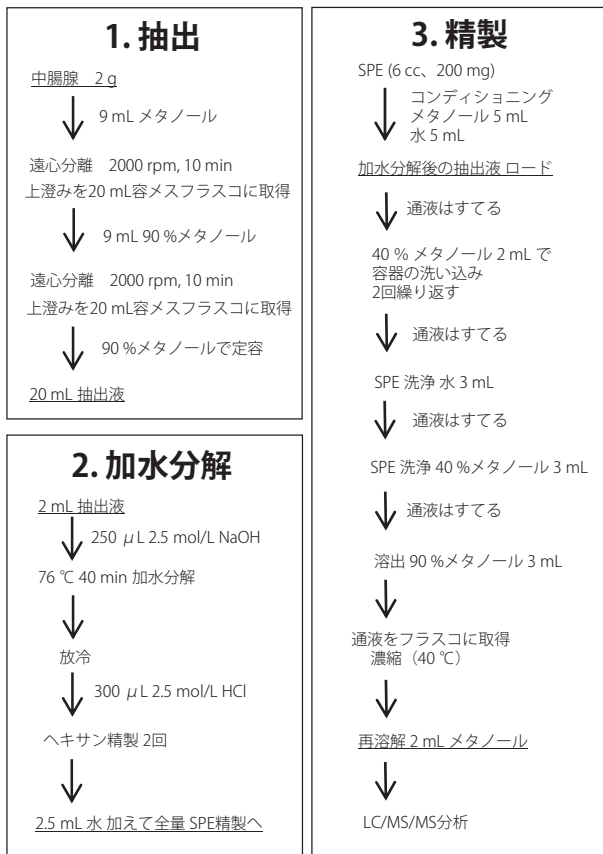 1. 抽出
中腸腺 2 g
9 mL メタノール
遠心分離 2000 rpm, 10 min
上澄みを20 mL容メスフラスコに取得
9 mL 90 %メタノール
遠心分離 2000 rpm, 10 min
上澄みを20 mL容メスフラスコに取得
90 %メタノールで定容
20 mL 抽出液
2. 加水分解
2 mL 抽出液
250 μL 2.5 mol/L NaOH
76 ℃ 40 min 加水分解
放冷
300 μL 2.5 mol/L HCl
ヘキサン精製 2回
2.5 mL 水 加えて全量 SPE精製へ
3. 精製
SPE (6 cc、200 mg)
コンディショニング
メタノール 5 mL
水 5 mL
加水分解後の抽出液 ロード
通液はすてる
40 % メタノール 2 mL で
容器の洗い込み
2回繰り返す
通液はすてる
SPE 洗浄 水 3 mL
通液はすてる
SPE 洗浄 40 %メタノール 3 mL
通液はすてる
溶出 90 %メタノール 3 mL
通液をフラスコに取得
濃縮（40 ℃）
再溶解 2 mL メタノール
LC/MS/MS分析